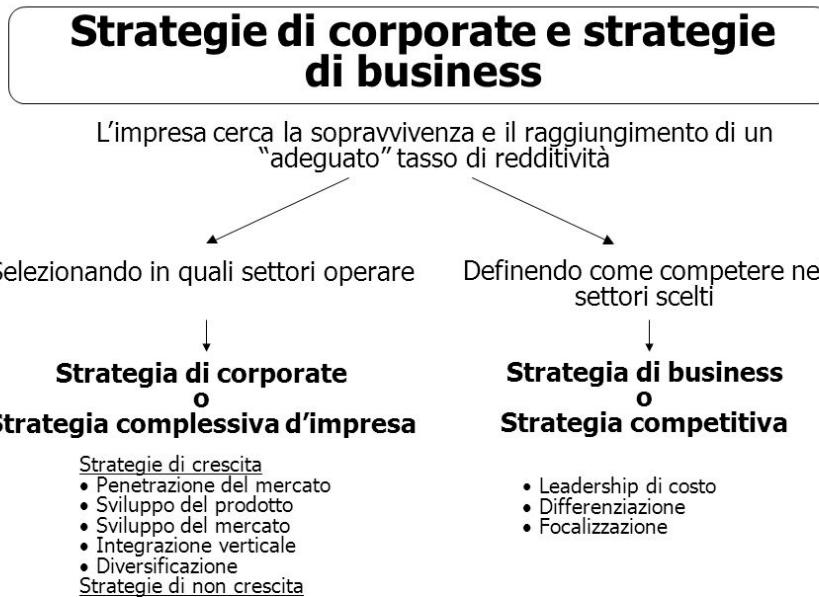 Strategie di corporate e strategie
di business
L’impresa cerca la sopravvivenza e il raggiungimento di un
“adeguato” tasso di redditività
Selezionando in quali settori operare
Definendo come competere ne
settori scelti
Strategia di corporate
o
Strategia complessiva d’impresa
Strategie di crescita
• Penetrazione del mercato
• Sviluppo del prodotto
• Sviluppo del mercato
• Integrazione verticale
• Diversificazione
Strategie di non crescita
Strategia di business
o
Strategia competitiva
• Leadership di costo
• Differenziazione
• Focalizzazione